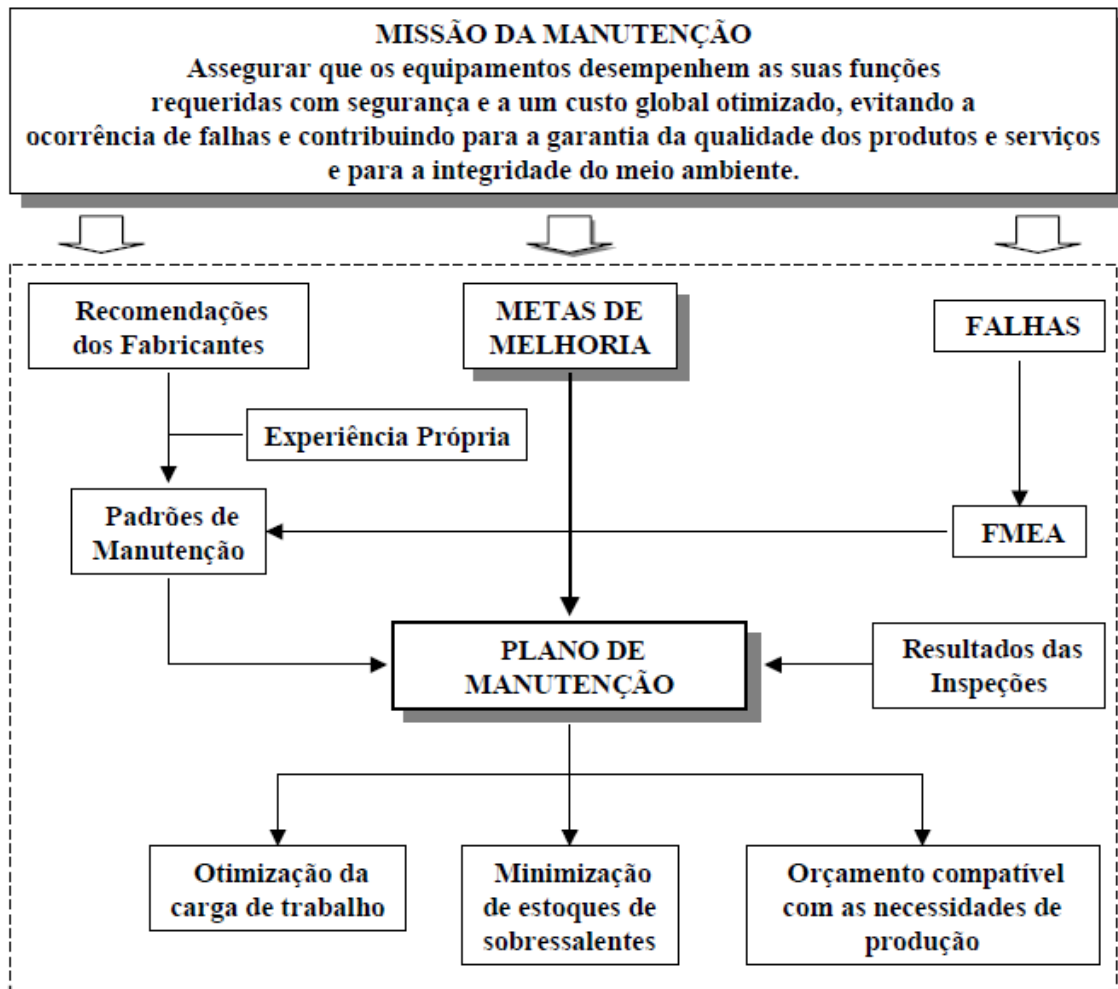 MISSÃO DA MANUTENÇÃO
Assegurar que os equipamentos desempenhem as suas funções
requeridas com segurança e a um custo global otimizado, evitando a
ocorrência de falhas e contribuindo para a garantia da qualidade dos produtos e serviços
e para a integridade do meio ambiente.
Recomendações
dos Fabricantes
METAS DE
MELHORIA
FALHAS
Experiência Própria
Padrões de
Manutenção
FMEA
PLANO DE
MANUTENÇÃO
Resultados das
Inspeções
Otimização da
carga de trabalho
Minimização
de estoques de
sobressalentes
Orçamento compatível
com as necessidades de
produção